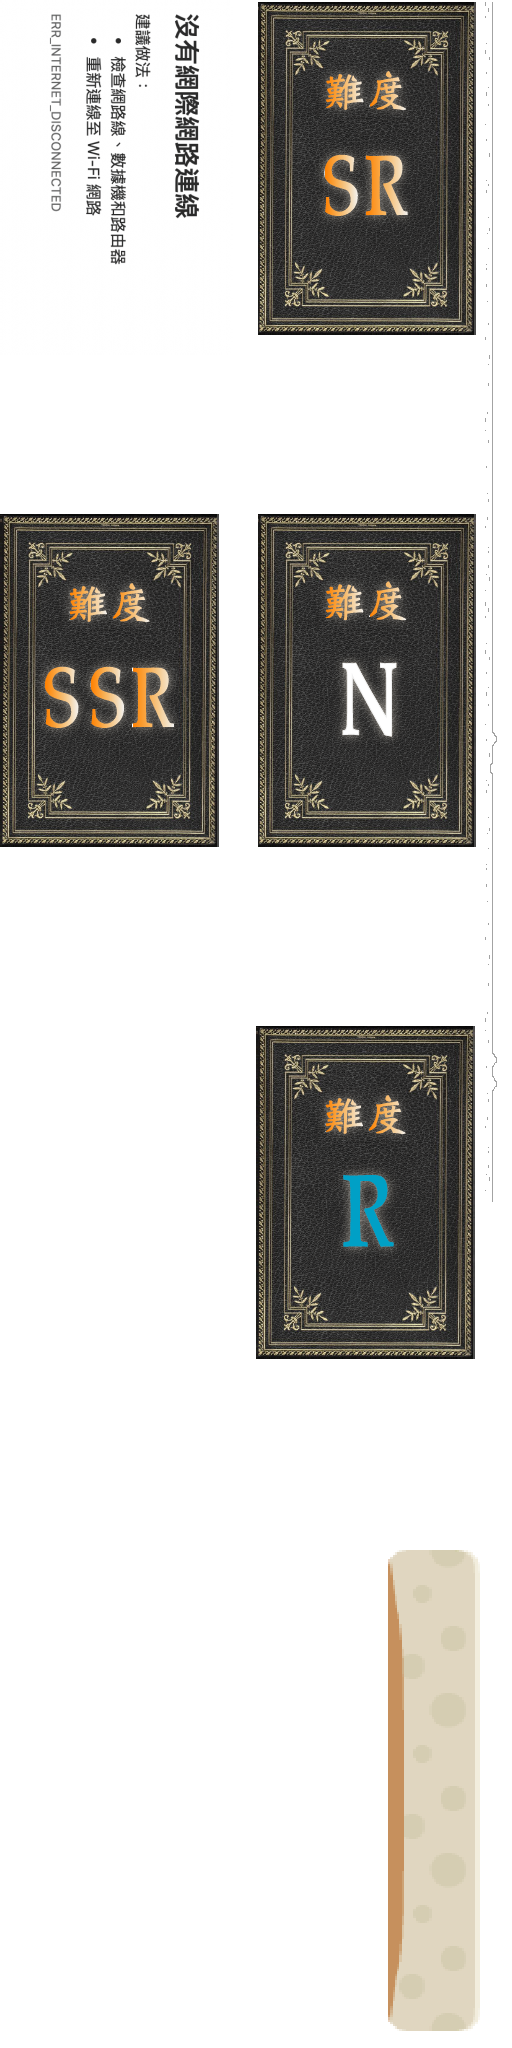 沒有網際網路連線
建議做法：
• 檢查網路線、數據機和路由器
• 重新連線至 Wi-Fi 網路
ERR_INTERNET_DISCONNECTED
難度
SR
難度
SSR
難度
N
難度
R